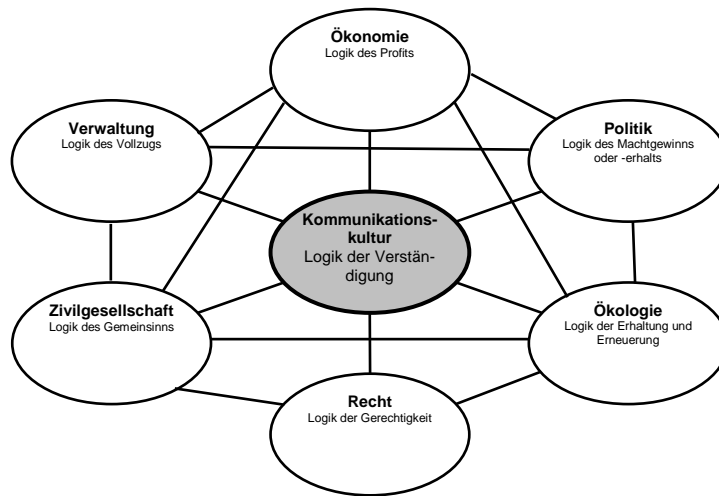 Ökonomie
Logik des Profits
Verwaltung
Logik des Vollzugs
Politik
Logik des Machtgewinns
oder -erhalts
Kommunikations-
kultur
Logik der Verstän-
digung
Zivilgesellschaft
Logik des Gemeinsinns
Ökologie
Logik der Erhaltung und
Erneuerung
Recht
Logik der Gerechtigkeit